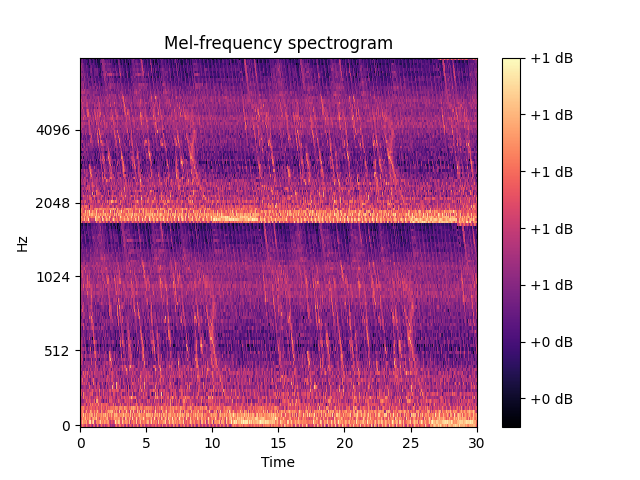 Mel-frequency spectrogram
Hz
4096
2048
1024
512
0
0 5 10 15 20 25 30
Time
+1 dB
+1 dB
+1 dB
+1 dB
+1 dB
+0 dB
+0 dB